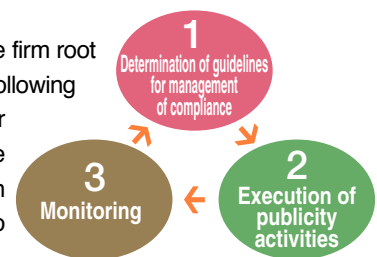 e firm root
ollowing
r
e
n
o
1
Determination of guidelines
for management
of compliance
2
Execution of
publicity
activities
3
Monitoring